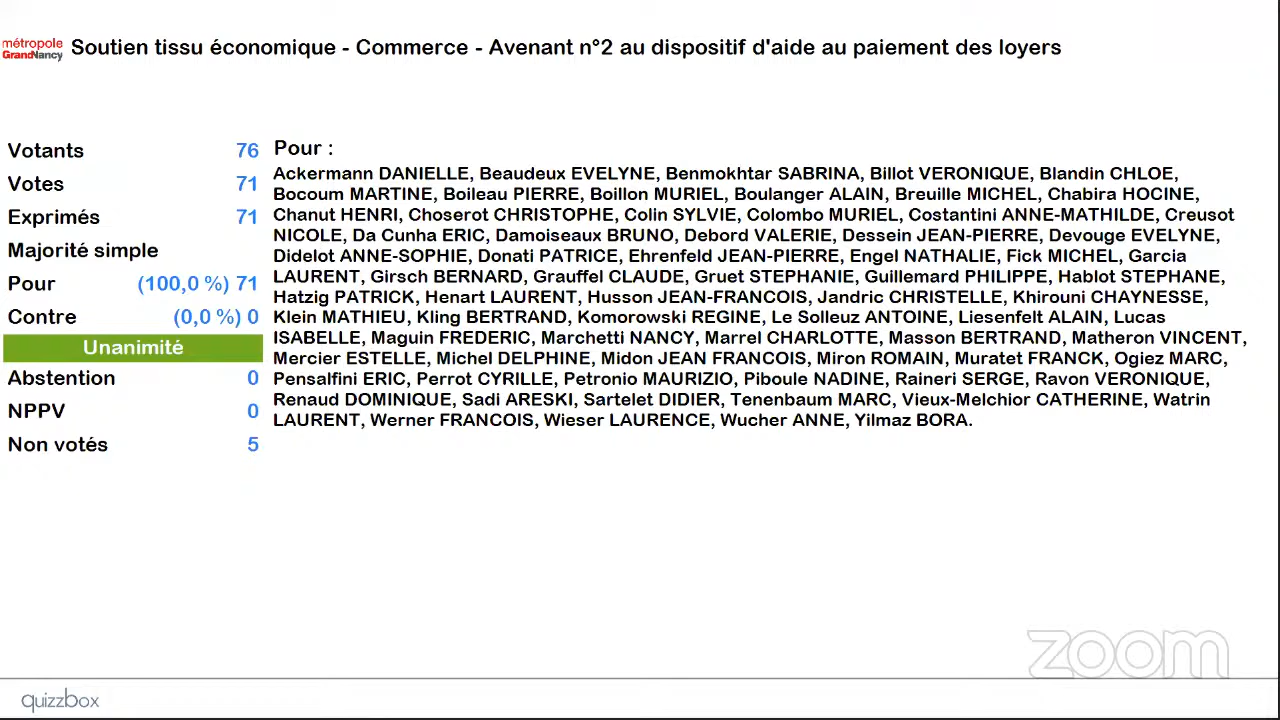 métropole
GrandNancy
Soutien tissu économique - Commerce - Avenant n°2 au dispositif d'aide au paiement des loyers
Votants 76
Votes 71
Exprimés 71
Majorité simple
Pour (100,0 %) 71
Contre (0,0 %) 0
Unanimité
Abstention 0
NPPV 0
Non votés 5
Pour :
Ackermann DANIELLE, Beaudeux EVELYNE, Benmokhtar SABRINA, Billot VERONIQUE, Blandin CHLOE,
Bocoum MARTINE, Boileau PIERRE, Boillon MURIEL, Boulanger ALAIN, Breuille MICHEL, Chabira HOCINE,
Chanut HENRI, Choserot CHRISTOPHE, Colin SYLVIE, Colombo MURIEL, Costantini ANNE-MATHILDE, Creusot
NICOLE, Da Cunha ERIC, Damoiseaux BRUNO, Debord VALERIE, Dessein JEAN-PIERRE, Devouge EVELYNE,
Didelot ANNE-SOPHIE, Donati PATRICE, Ehrenfeld JEAN-PIERRE, Engel NATHALIE, Fick MICHEL, Garcia
LAURENT, Girsch BERNARD, Grauffel CLAUDE, Gruet STEPHANIE, Guillemard PHILIPPE, Hablot STEPHANE,
Hatzig PATRICK, Henart LAURENT, Husson JEAN-FRANCOIS, Jandric CHRISTELLE, Khirouni CHAYNESSE,
Klein MATHIEU, Kling BERTRAND, Komorowski REGINE, Le Solleuz ANTOINE, Liesenfelt ALAIN, Lucas
ISABELLE, Maguin FREDERIC, Marchetti NANCY, Marrel CHARLOTTE, Masson BERTRAND, Matheron VINCENT,
Mercier ESTELLE, Michel DELPHINE, Midon JEAN FRANCOIS, Miron ROMAIN, Muratet FRANCK, Ogiez MARC,
Pensalfini ERIC, Perrot CYRILLE, Petronio MAURIZIO, Piboule NADINE, Raineri SERGE, Ravon VERONIQUE,
Renaud DOMINIQUE, Sadi ARESKI, Sartelet DIDIER, Tenenbaum MARC, Vieux-Melchior CATHERINE, Watrin
LAURENT, Werner FRANCOIS, Wieser LAURENCE, Wucher ANNE, Yilmaz BORA.
zoom
quizzbox